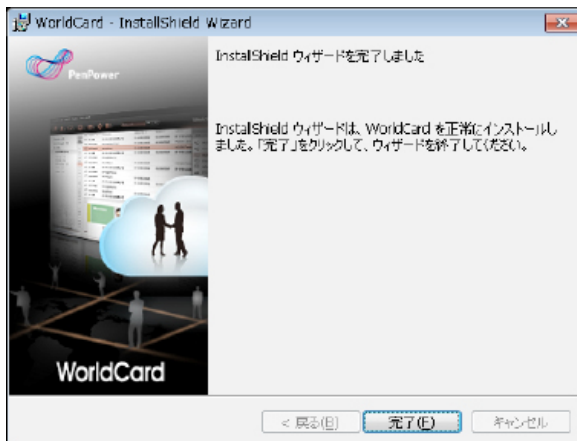 WorldCard - InstallShield Wizard
PenPower
InstallShield ウィザードを完了しました
InstallShield ウィザードは、WorldCard を正常にインストールし
ました。「完了」をクリックして、ウィザードを終了してください。
WorldCard
< 戻る(B)
完了(F)
キャンセル